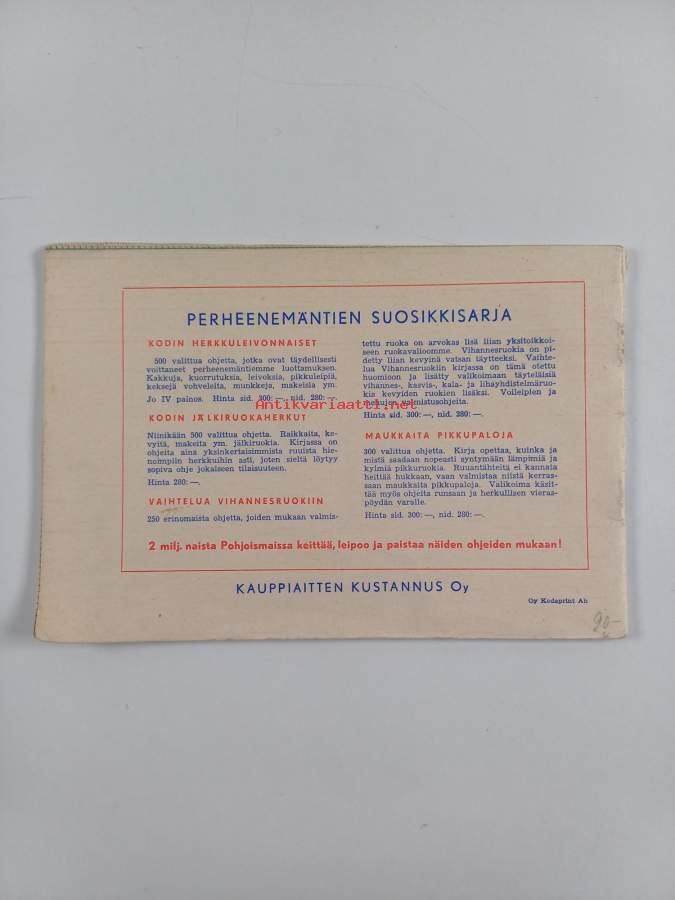 PERHEENEMÄNTIEN SUOSIKKISARJA
KODIN HERKKULEIVONNAISET
500 valittua ohjetta, jotka ovat täydellisesti
voittaneet perheenemäntiemme luottamuksen.
Kakkuja, kuorrutuksia, leivoksia, pikkuleipiä,
keksejä vohveleita, munkkeja, makeisia ym.
Jo IV painos. Hinta sid. 300: —, nid. 280: —.
KODIN JÄLKIRUOKAHERKUT
Niinikään 500 valittua ohjetta. Raikkaita, ke-
vyitä, makeita ym. jälkiruokia. Kirjassa on
ohjeita aina yksinkertaisimmista ruuista hie-
nompiin herkkuihin asti, joten sieltä löytyy
sopiva ohje jokaiseen tilaisuuteen.
Hinta 280: —.
VAIHTELUA VIHANNESRUOKIIN
250 erinomaista ohjetta, joiden mukaan valmis-
tettu ruoka on arvokas lisä liian yksitoikkoi-
seen ruokavalioomme. Vihannesruokia on pi-
detty liian kevyinä vatsan täytteeksi. Vaihte-
lua Vihannesruokiin kirjassa on tämä otettu
huomioon ja lisätty valikoimaan täyteläisiä
vihannes-, kasvis-, kala- ja lihayhdistelmäruo-
kia kevyiden ruokien lisäksi. Voileipien ja
mehujen valmistusohjeita.
Hinta sid. 300: —, nid. 280: —.
MAUKKAITA PIKKUPALOJA
300 valittua ohjetta. Kirja opettaa, kuinka ja
mistä saadaan nopeasti syntymään lämpimiä ja
kylmiä pikkuruokia. Ruuantähteitä ei kannata
heittää hukkaan, vaan valmistaa niistä kerras-
saan maukkaita pikkupaloja. Valikoima käsit-
tää myös ohjeita runsaan ja herkullisen vieras-
pöydän varalle.
Hinta sid. 300: —, nid. 280: —.
2 milj. naista Pohjoismaissa keittää, leipoo ja paistaa näiden ohjeiden mukaan!
KAUPPIAITTEN KUSTANNUS Oy
Oy Kodaprint Ab
90-
Antikvariaatti.net